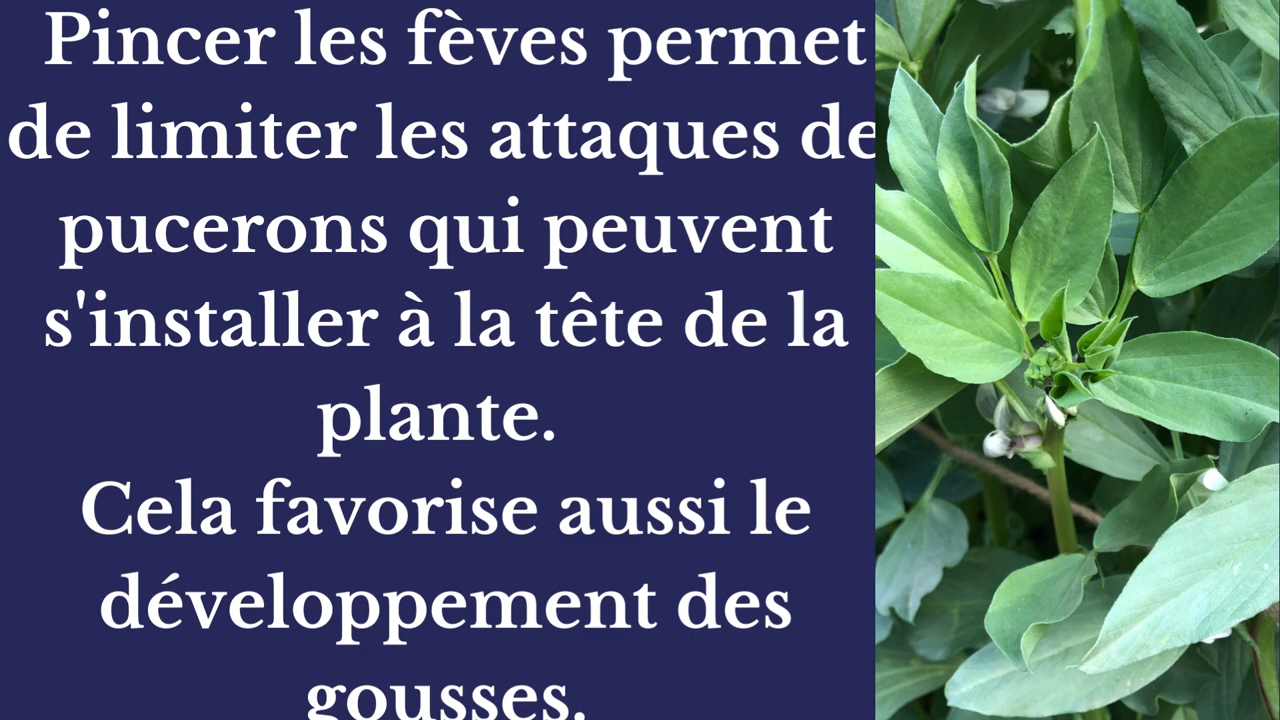 Pincer les fèves permet
de limiter les attaques de
pucerons qui peuvent
s'installer à la tête de la
plante.
Cela favorise aussi le
développement des
gousses.